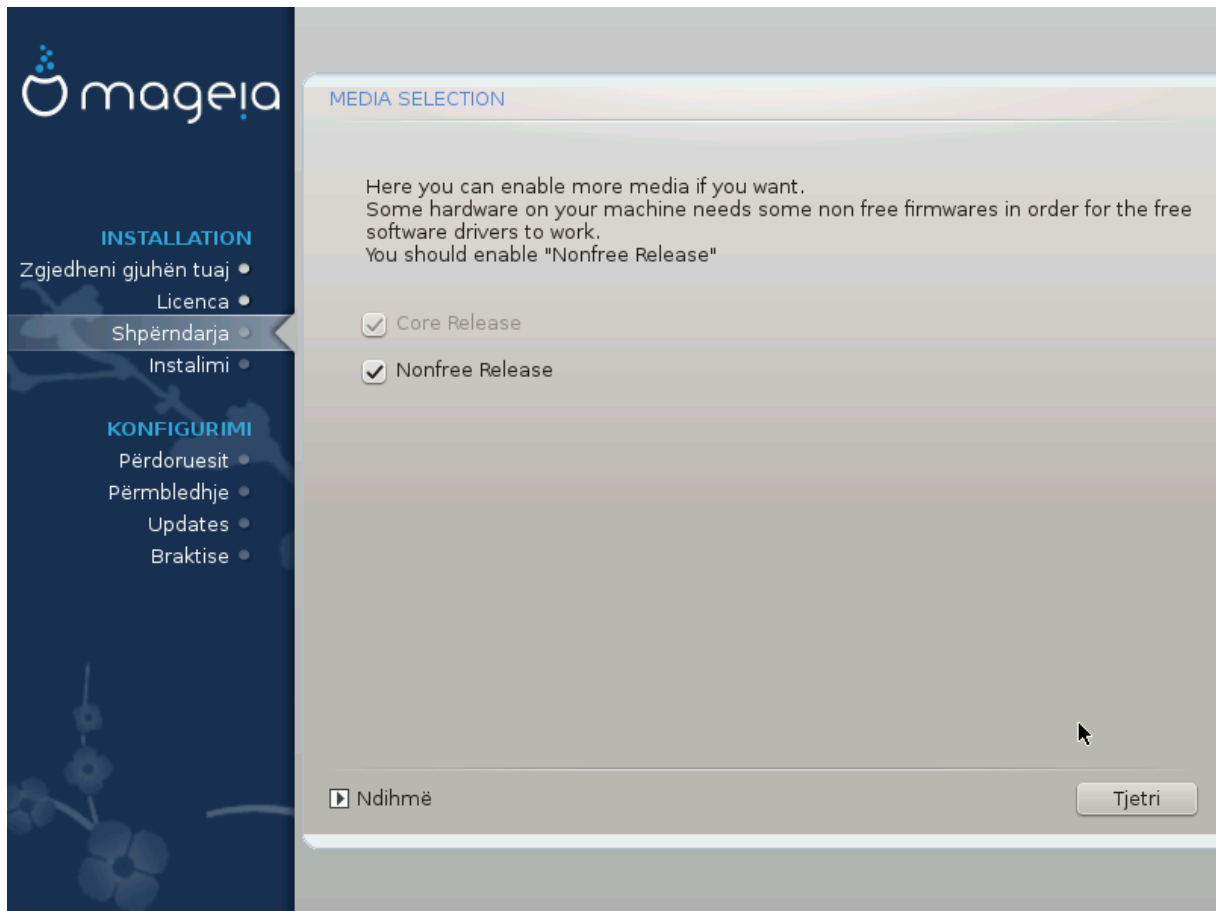 mageia
INSTALLATION
Zgjedheni gjuhën tuaj
Licenca
Shpërndarja
Instalimi
KONFIGURIMI
Përdoruesit
Përmbledhje
Updates
Braktise
MEDIA SELECTION
Here you can enable more media if you want.
Some hardware on your machine needs some non free firmwares in order for the free
software drivers to work.
You should enable "Nonfree Release"
Core Release
Nonfree Release
Ndihmë
Tjetri